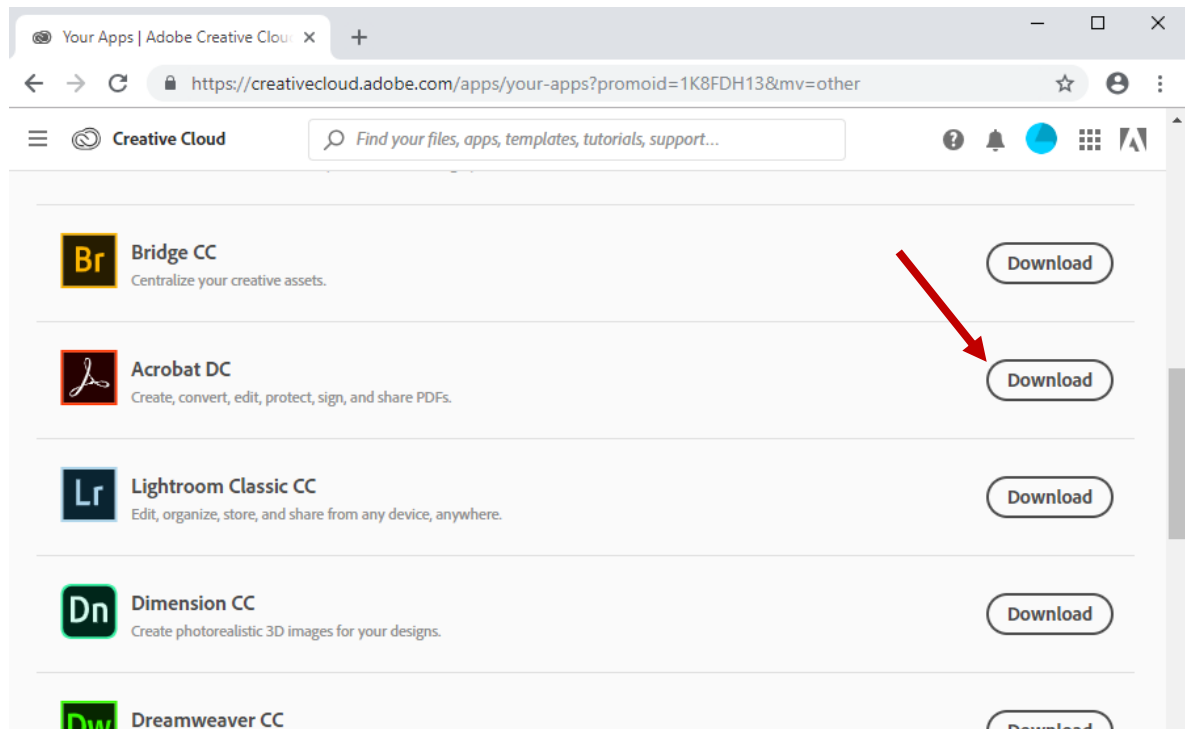 Your Apps | Adobe Creative Clou
https://creativecloud.adobe.com/apps/your-apps?promoid=1K8FDH13&mv=other
Creative Cloud
Find your files, apps, templates, tutorials, support...
Br
Bridge CC
Centralize your creative assets.
Download
Acrobat DC
Create, convert, edit, protect, sign, and share PDFs.
Download
Lr
Lightroom Classic CC
Edit, organize, store, and share from any device, anywhere.
Download
Dn
Dimension CC
Create photorealistic 3D images for your designs.
Download
Dw
Dreamweaver CC
Download